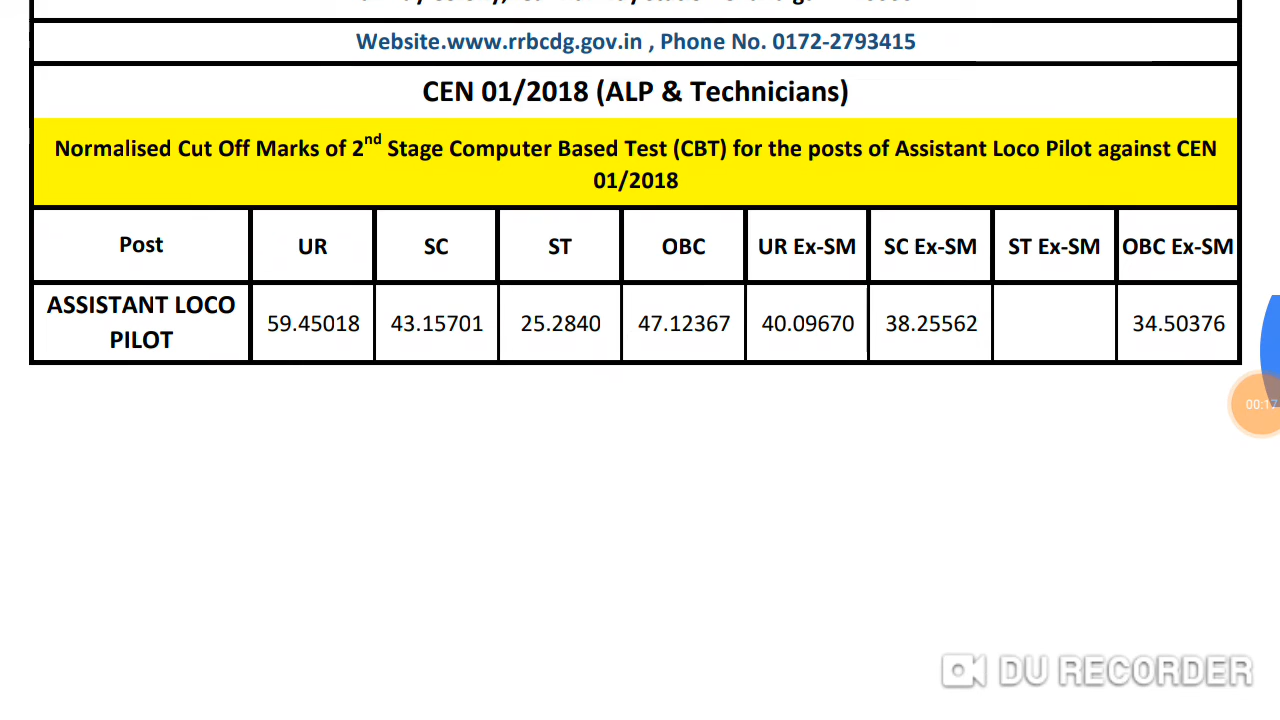 Website.www.rrbcdg.gov.in , Phone No. 0172-2793415
CEN 01/2018 (ALP & Technicians)
Normalised Cut Off Marks of 2nd Stage Computer Based Test (CBT) for the posts of Assistant Loco Pilot against CEN
01/2018
Post UR SC ST OBC UR Ex-SM SC Ex-SM ST Ex-SM OBC Ex-SM
ASSISTANT LOCO
PILOT 59.45018 43.15701 25.2840 47.12367 40.09670 38.25562 34.50376
00:17
DU RECORDER